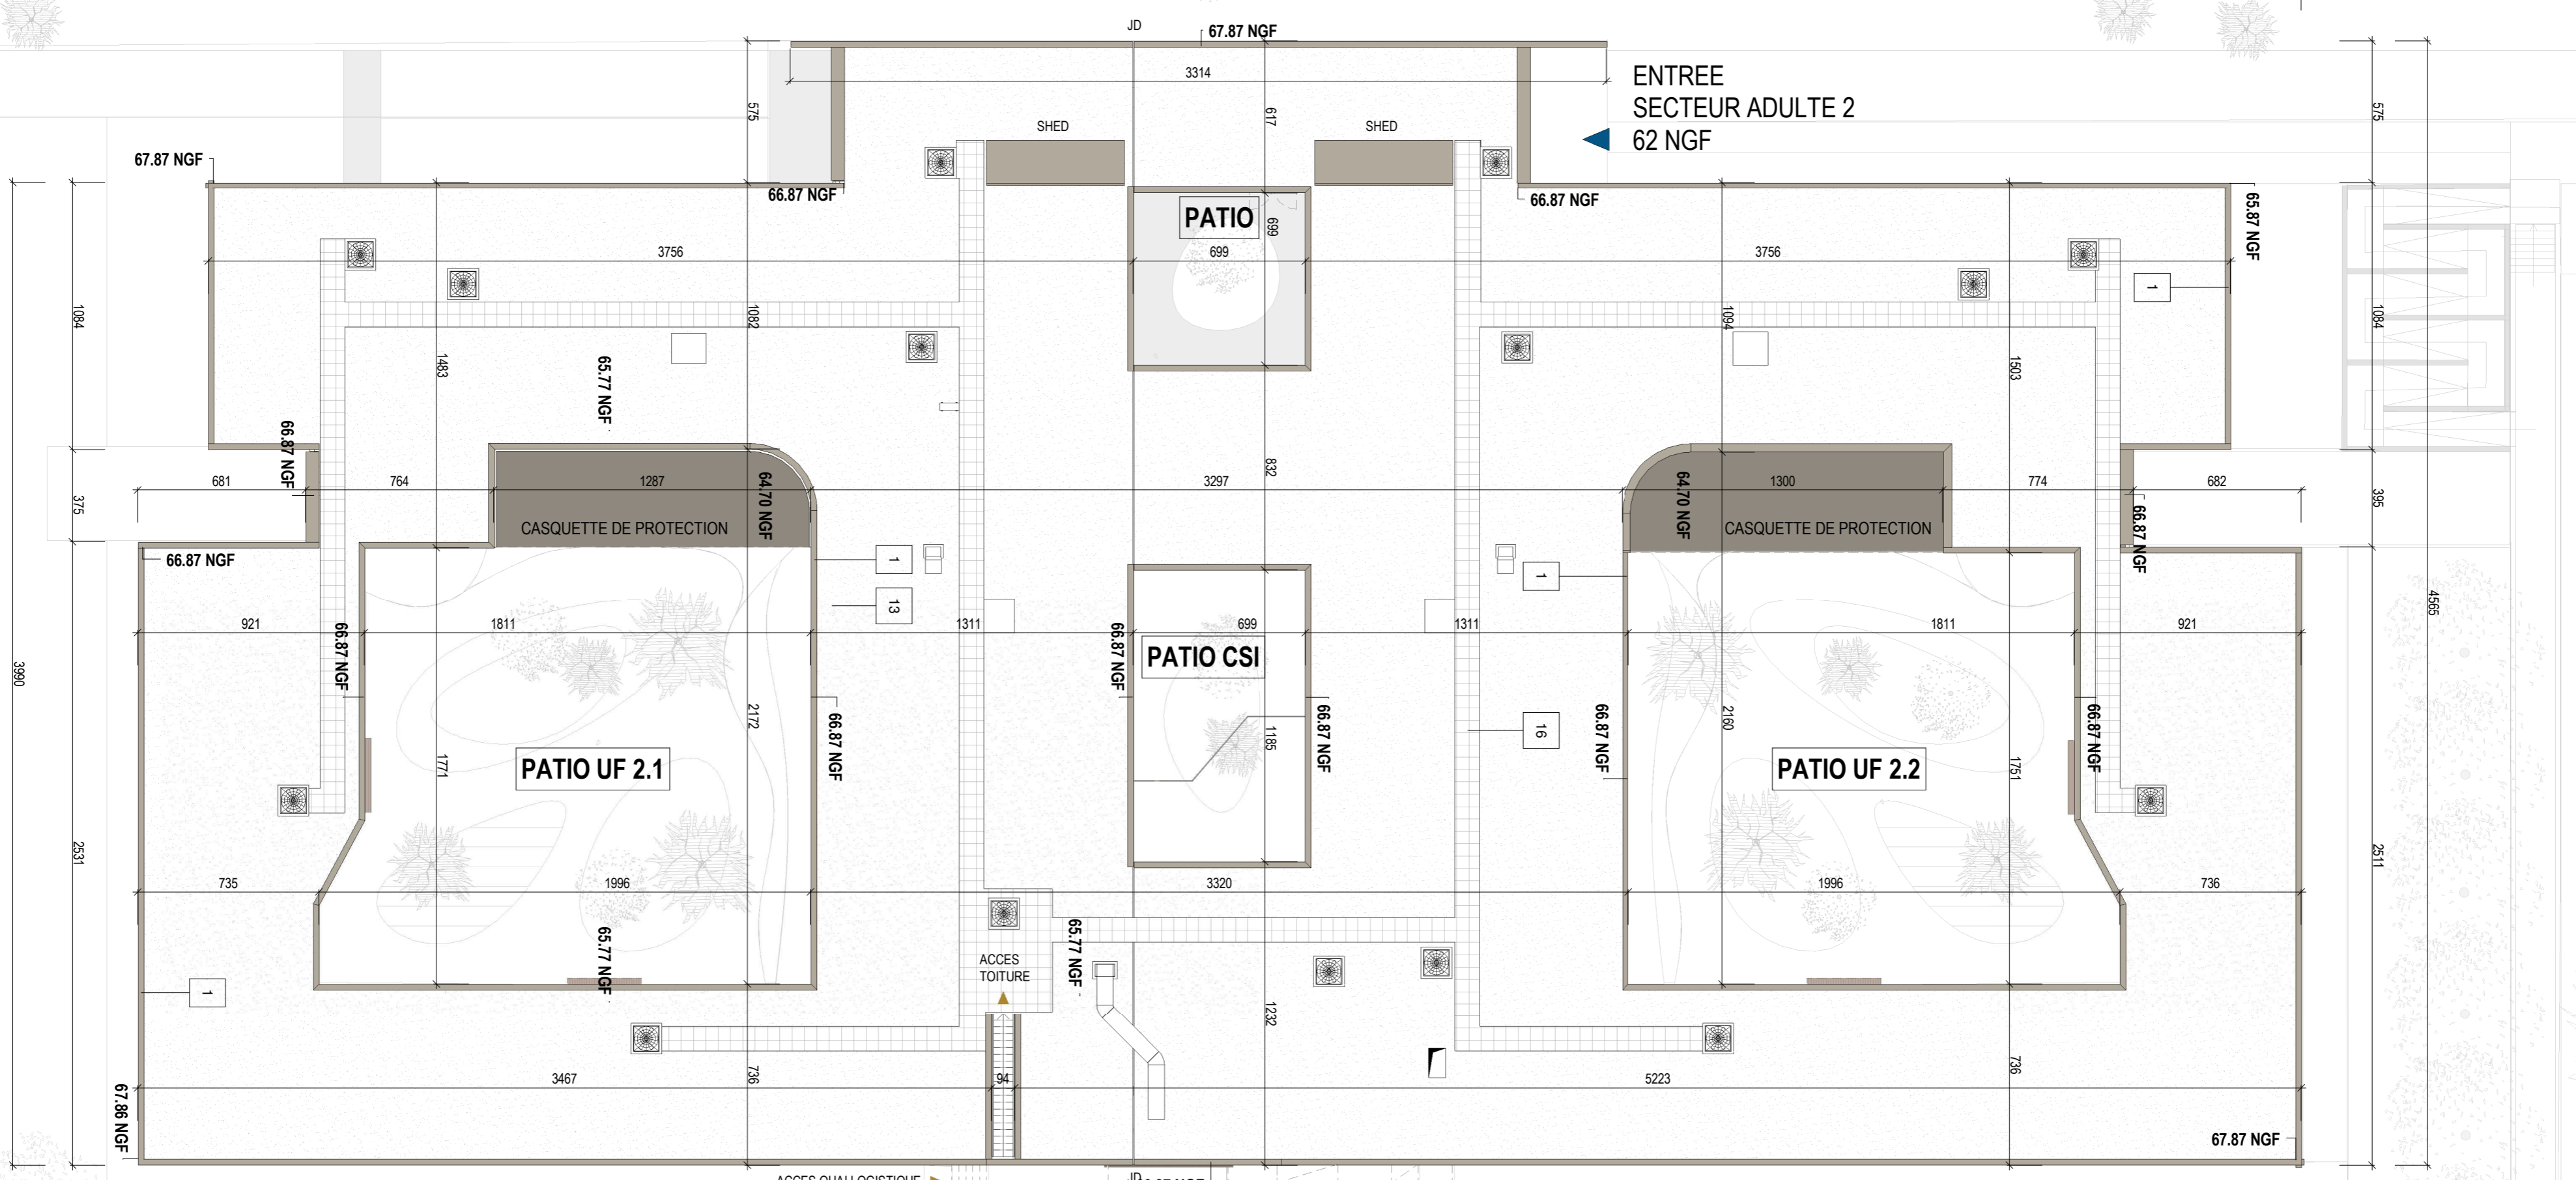 JD
67.87 NGF
3314
ENTREE
SECTEUR ADULTE 2
62 NGF
575
617
575
SHED
SHED
67.87 NGF
66.87 NGF
66.87 NGF
65.87 NGF
PATIO
699
3756
699
3756
1
1084
1082
1094
1084
1483
65.77 NGF
1503
66.87 NGF
832
681
764
1287
64.70 NGF
3297
64.70 NGF
1300
774
682
375
395
CASQUETTE DE PROTECTION
CASQUETTE DE PROTECTION
66.87 NGF
66.87 NGF
1
1
13
4565
921
1811
1311
699
1311
1811
921
66.87 NGF
66.87 NGF
PATIO CSI
3990
2172
66.87 NGF
1185
66.87 NGF
16
66.87 NGF
2160
66.87 NGF
1771
PATIO UF 2.1
PATIO UF 2.2
1751
2531
2511
735
1996
3320
1996
736
65.77 NGF
65.77 NGF
ACCES
TOITURE
1
1232
3467
736
94
5223
736
67.86 NGF
67.87 NGF
ACCES QUAI LOGISTIQUE
JD